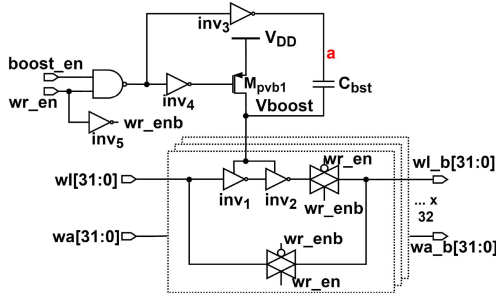 inv3
VDD
a
boost_en
Mpvb1
Cbst
wr_en
inv4
Vboost
inv5
wr_enb
wr_en
wl[31:0]
wl_b[31:0]
inv1
inv2
wr_enb
... x
32
wa[31:0]
wr_enb
wa_b[31:0]
wr_en